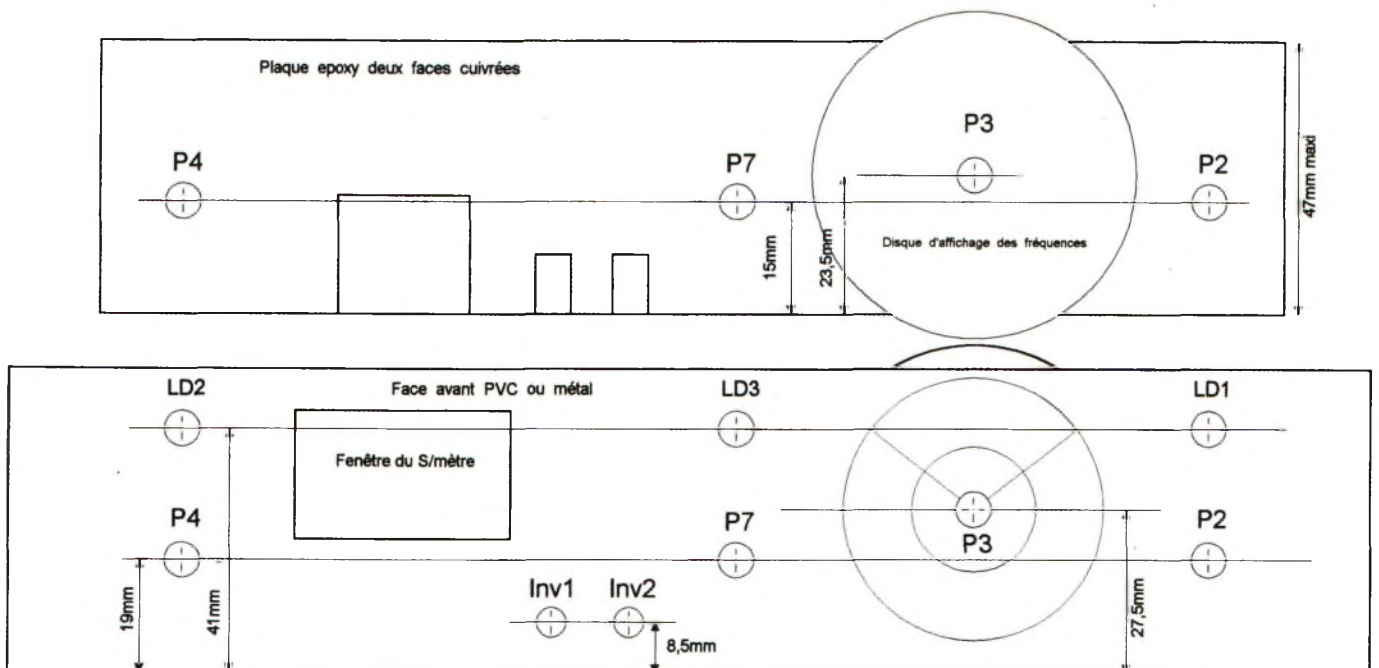 Plaque epoxy deux faces cuivrées
P3
P4
P7
P2
47mm maxi
Disque d'affichage des fréquences
15mm
23,5mm
LD2
Face avant PVC ou métal
LD3
LD1
Fenêtre du S/mètre
P4
P7
P3
P2
Inv1
Inv2
19mm
41mm
8,5mm
27,5mm